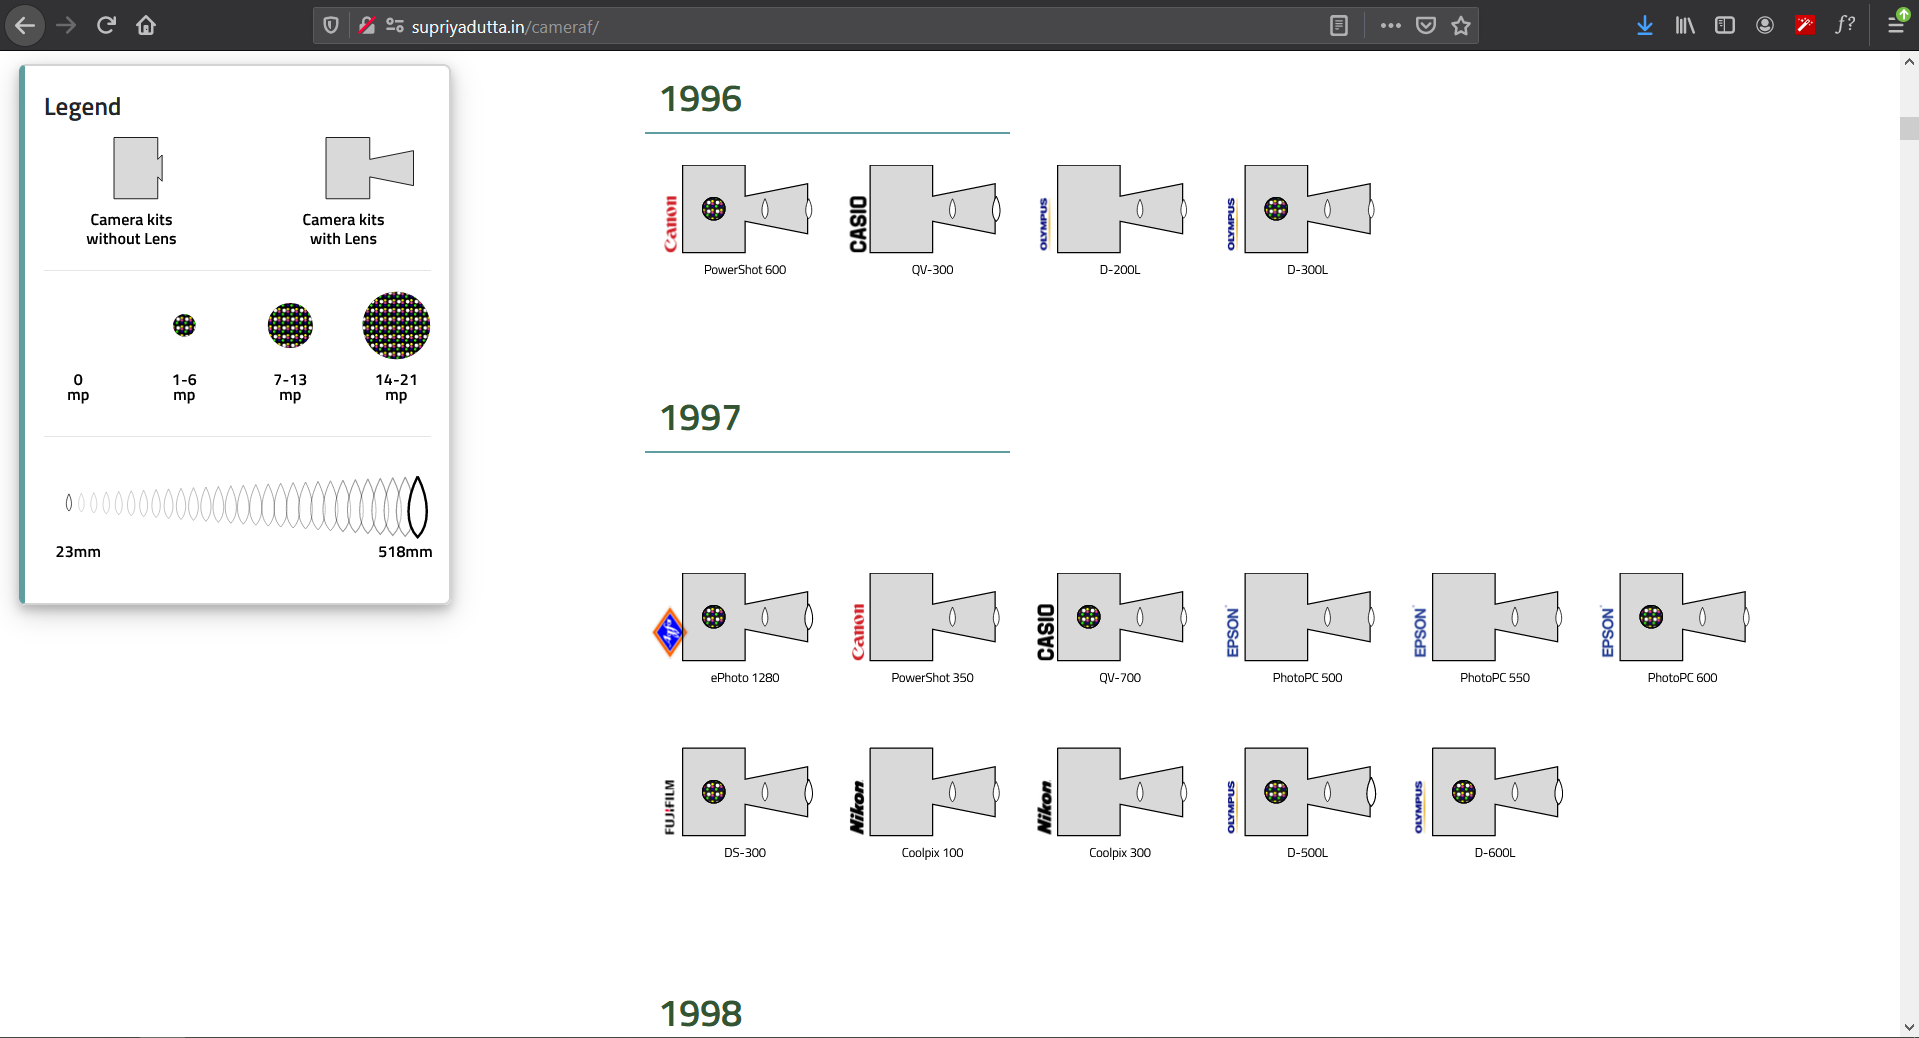 supriyadutta.in/cameraf/
f?
Legend
Camera kits
without Lens
Camera kits
with Lens
0
mp
1-6
mp
7-13
mp
14-21
mp
23mm
518mm
1996
Canon
PowerShot 600
CASIO
QV-300
OLYMPUS
D-200L
OLYMPUS
D-300L
1997
Agfa
ePhoto 1280
Canon
PowerShot 350
CASIO
QV-700
EPSON
PhotoPC 500
EPSON
PhotoPC 550
EPSON
PhotoPC 600
FUJIFILM
DS-300
Nikon
Coolpix 100
Nikon
Coolpix 300
OLYMPUS
D-500L
OLYMPUS
D-600L
1998